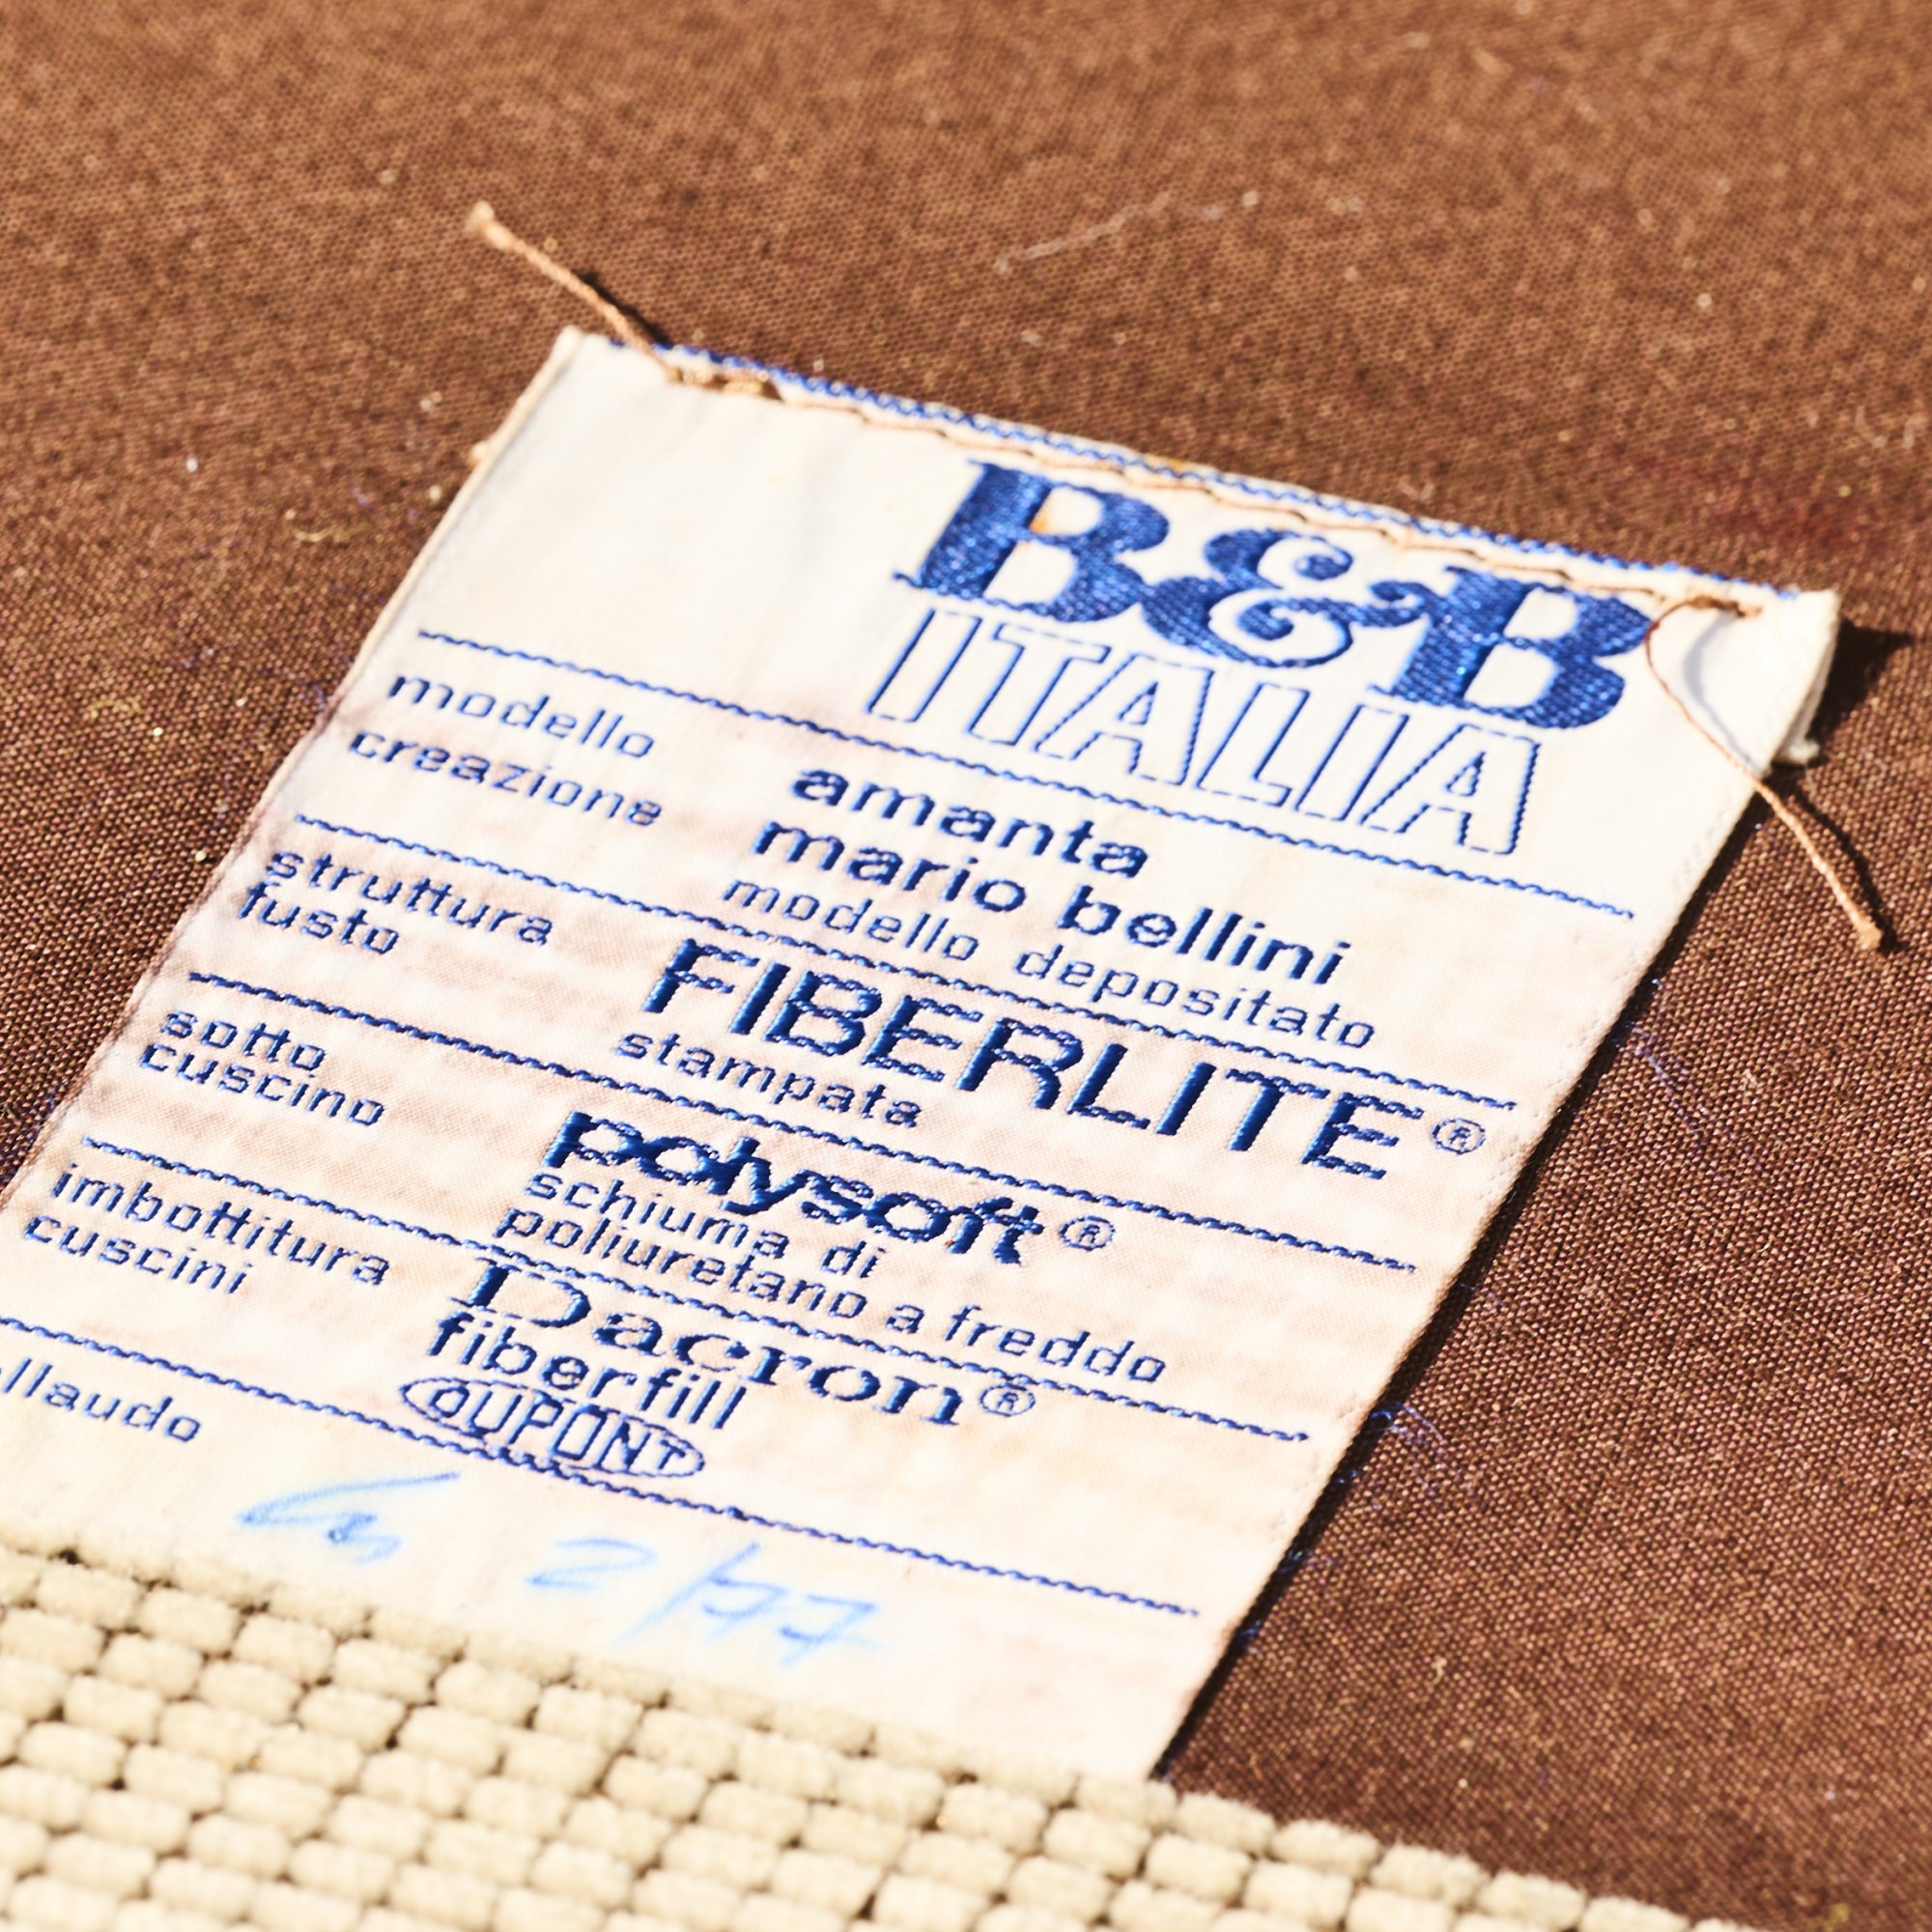 B&B
ITALIA
modello amanta
creazione mario bellini
modello depositato
struttura FIBERLITE®
fusto stampata
sotto polysoft®
cuscino schiuma di
poliuretano a freddo
imbottitura Dacron®
cuscini fiberfill
DUPONT
ollaudo
2/77